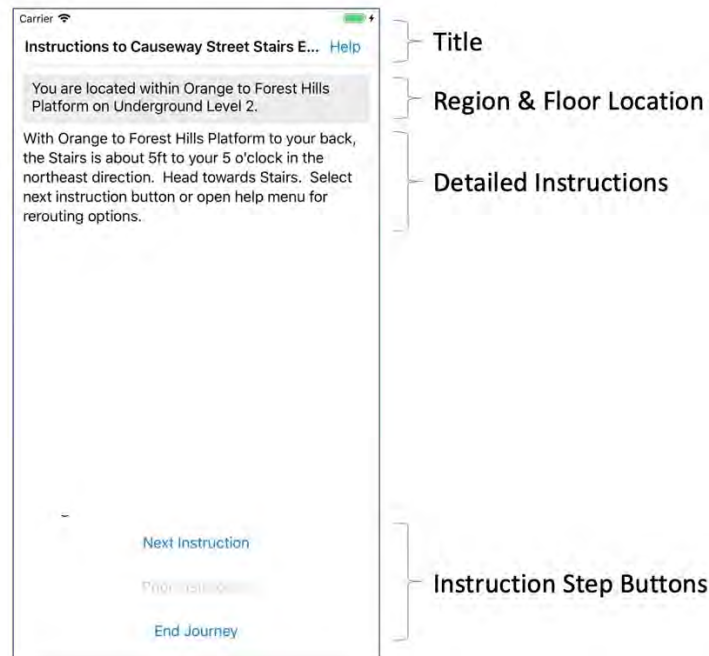 Carrier
Instructions to Causeway Street Stairs E... Help
Title
You are located within Orange to Forest Hills
Platform on Underground Level 2.
Region & Floor Location
With Orange to Forest Hills Platform to your back,
the Stairs is about 5ft to your 5 o'clock in the
northeast direction. Head towards Stairs. Select
next instruction button or open help menu for
rerouting options.
Detailed Instructions
Next Instruction
End Journey
Instruction Step Buttons